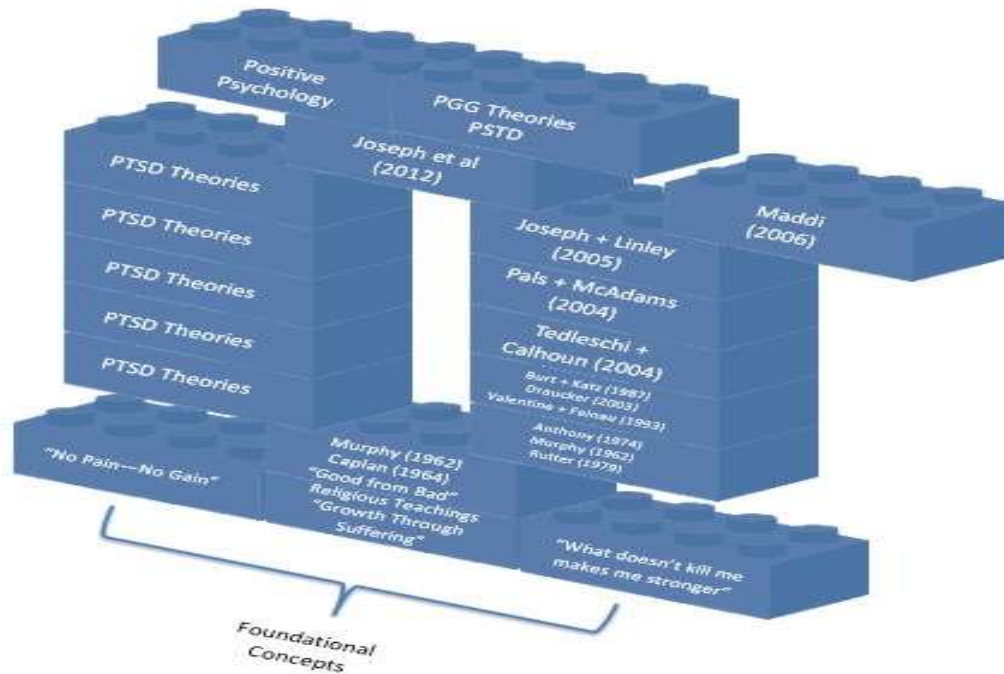 Positive
Psychology
PGG Theories
PSTD
Joseph et al
(2012)
PTSD Theories
PTSD Theories
PTSD Theories
PTSD Theories
PTSD Theories
Maddi
(2006)
Joseph + Linley
(2005)
Pals + McAdams
(2004)
Tedleschi +
Calhoun (2004)
Burt + Katz (1987)
Draucker (2003)
Valentine + Feinau (1993)
Anthony (1974)
Murphy (1962)
Rutter (1979)
"No Pain—No Gain"
Murphy (1962)
Caplan (1964)
"Good from Bad"
Religious Teachings
"Growth Through
Suffering"
"What doesn't kill me
makes me stronger"
Foundational
Concepts